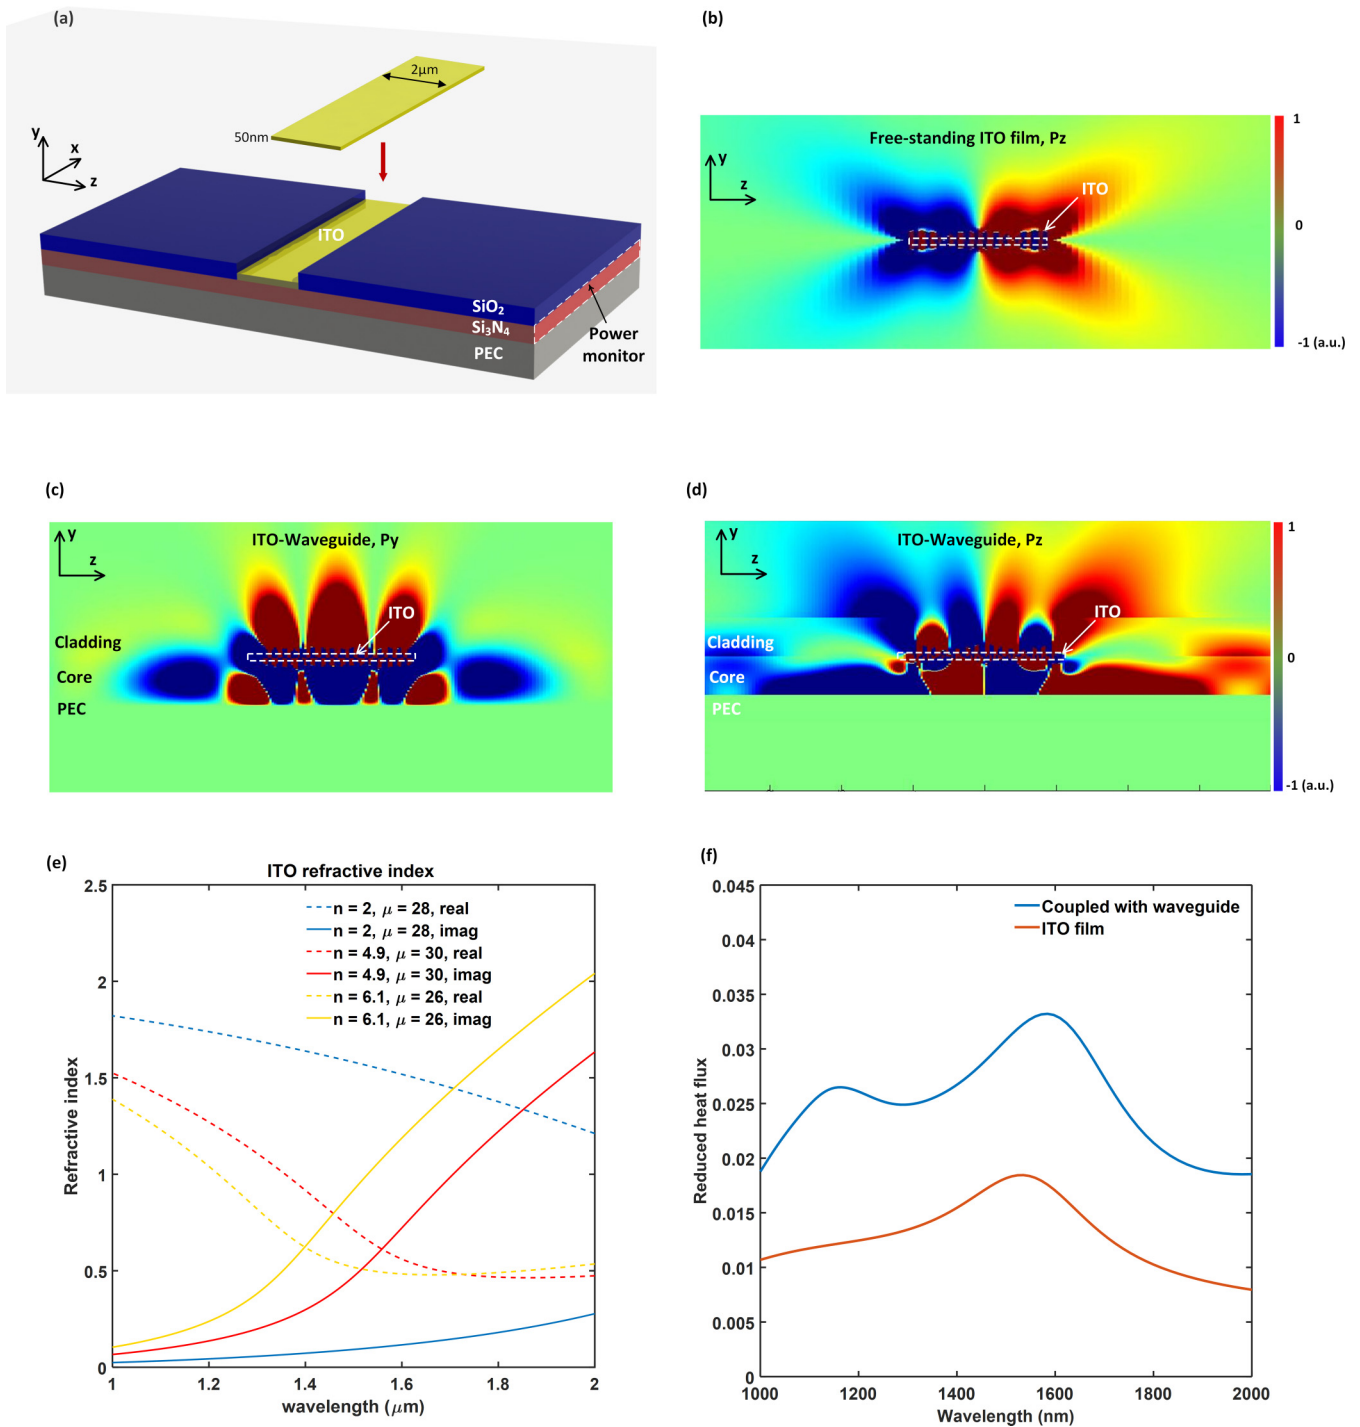 (a)
2μm
50nm
y
x
z
ITO
SiO₂
Si₃N₄
PEC
Power
monitor
(b)
Free-standing ITO film, Pz
y
z
ITO
1
0
-1 (a.u.)
(c)
y
z
ITO-Waveguide, Py
ITO
Cladding
Core
PEC
(d)
y
z
ITO-Waveguide, Pz
ITO
Cladding
Core
PEC
1
0
-1 (a.u.)
(e)
ITO refractive index
2.5
2
1.5
1
0.5
0
Refractive index
n = 2, μ = 28, real
n = 2, μ = 28, imag
n = 4.9, μ = 30, real
n = 4.9, μ = 30, imag
n = 6.1, μ = 26, real
n = 6.1, μ = 26, imag
1 1.2 1.4 1.6 1.8 2
wavelength (μm)
(f)
0.045
0.04
0.035
0.03
0.025
0.02
0.015
0.01
0.005
0
Reduced heat flux
Coupled with waveguide
ITO film
1000 1200 1400 1600 1800 2000
Wavelength (nm)